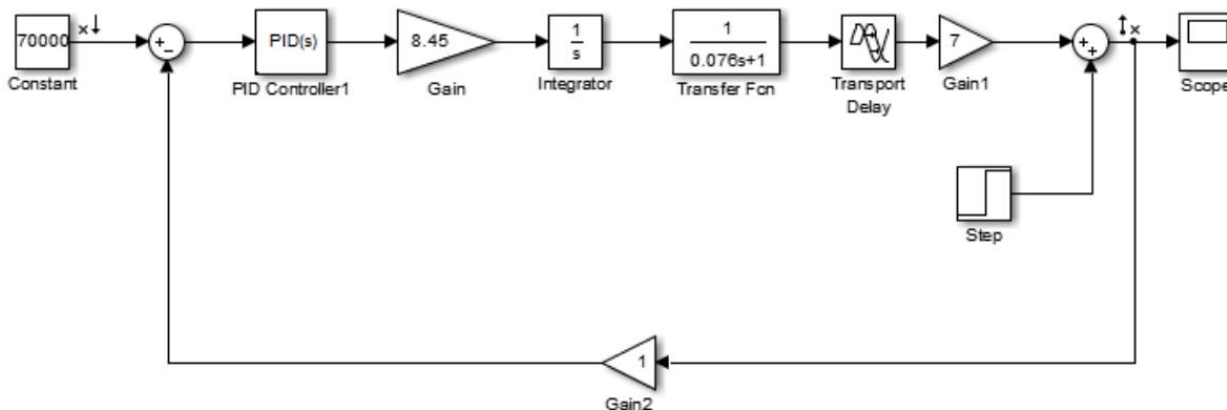 70000
x
+
−
PID(s)
8.45
1
s
1
0.076s+1
7
+
+
x
Constant
PID Controller1
Gain
Integrator
Transfer Fcn
Transport
Delay
Gain1
Scope
Step
1
Gain2